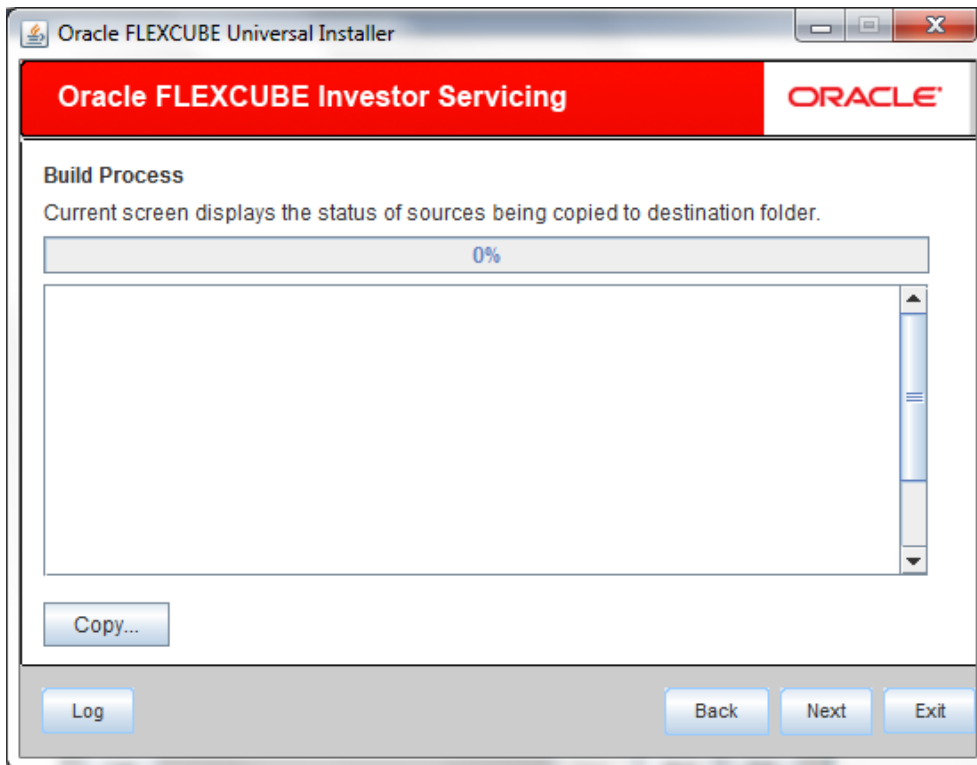 Oracle FLEXCUBE Universal Installer
Oracle FLEXCUBE Investor Servicing
ORACLE
Build Process
Current screen displays the status of sources being copied to destination folder.
0%
Copy...
Log
Back
Next
Exit